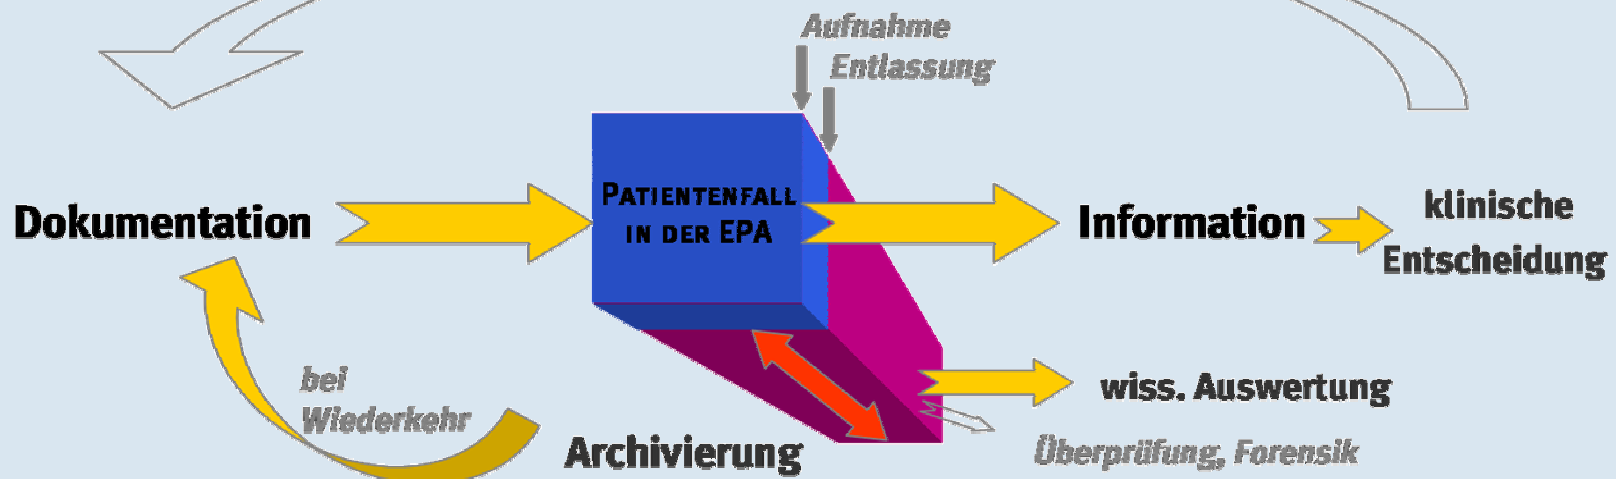 Aufnahme
Entlassung
Dokumentation
PATIENTENFALL
IN DER EPA
Information
klinische
Entscheidung
bei
Wiederkehr
Archivierung
wiss. Auswertung
Überprüfung, Forensik